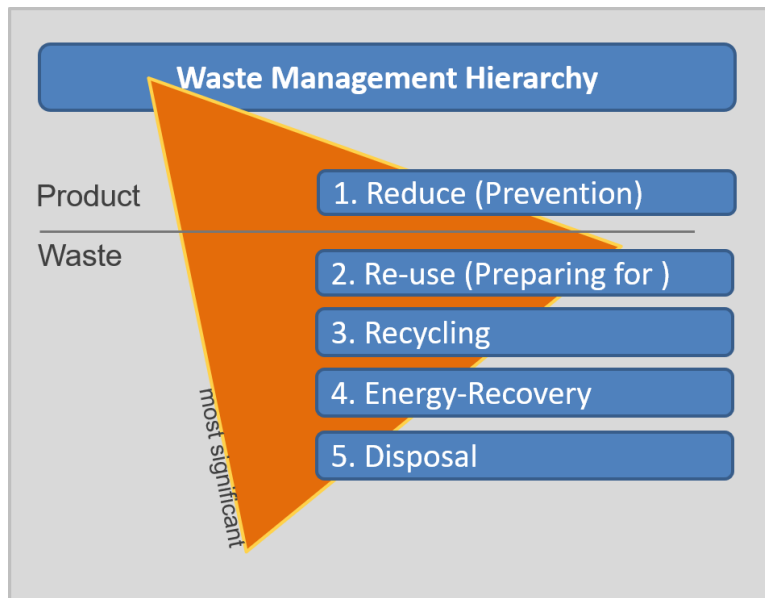 Waste Management Hierarchy
Product
1. Reduce (Prevention)
Waste
2. Re-use (Preparing for )
3. Recycling
4. Energy-Recovery
most significant
5. Disposal